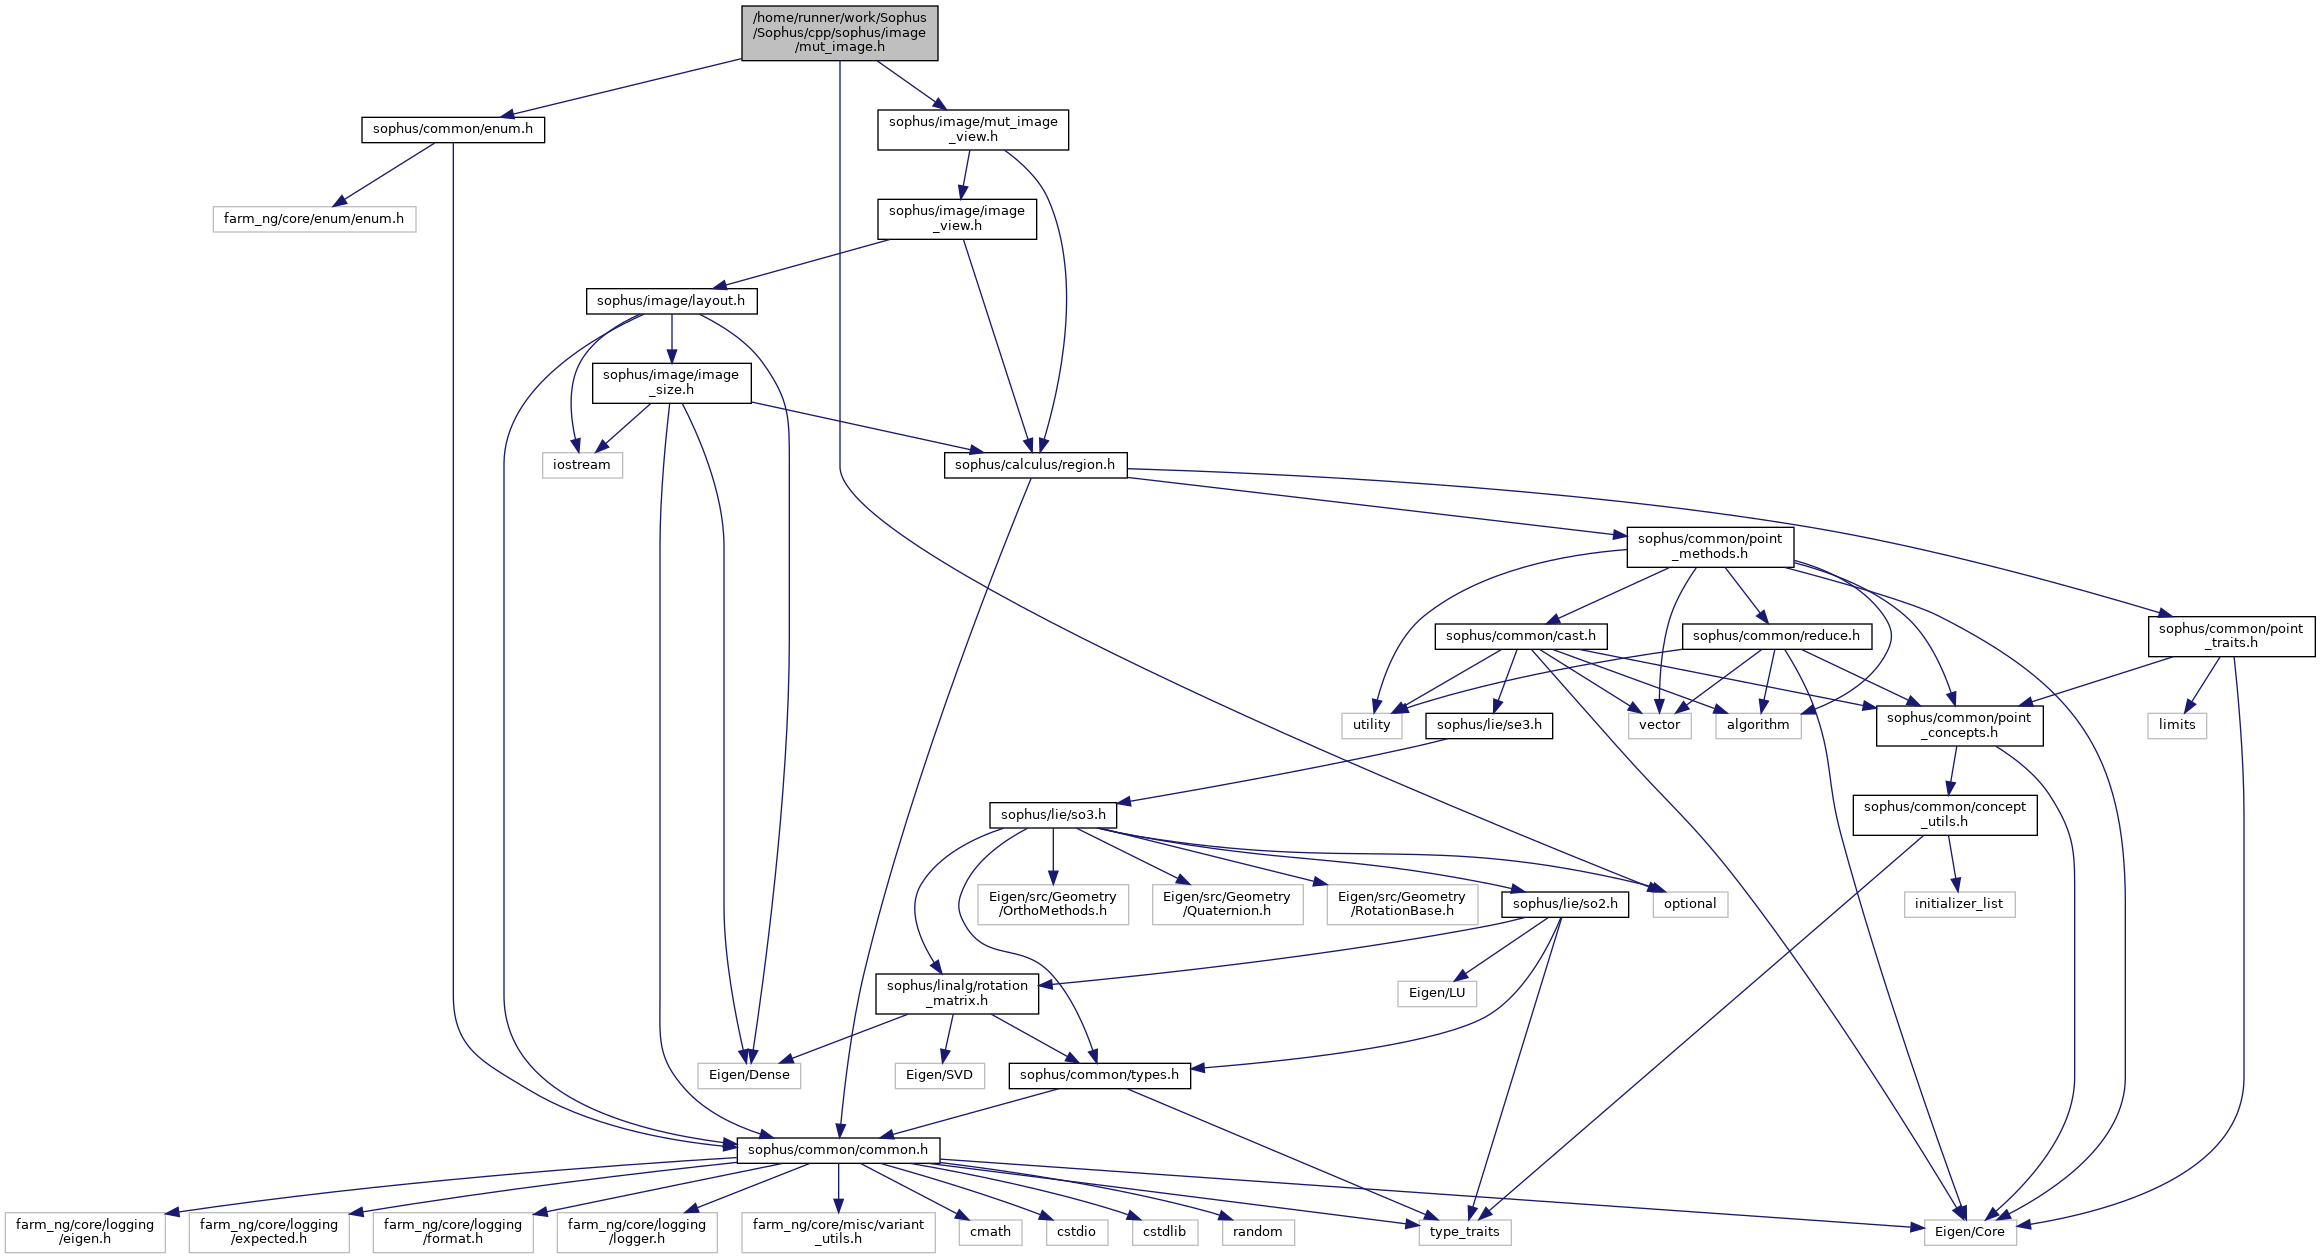 /home/runner/work/Sophus
/Sophus/cpp/sophus/image
/mut_image.h
sophus/common/enum.h
sophus/image/mut_image
_view.h
farm_ng/core/enum/enum.h
sophus/image/image
_view.h
sophus/image/layout.h
sophus/image/image
_size.h
iostream
sophus/calculus/region.h
sophus/common/point
_methods.h
sophus/common/cast.h
sophus/common/reduce.h
sophus/common/point
_traits.h
utility
sophus/lie/se3.h
vector
algorithm
sophus/common/point
_concepts.h
limits
sophus/lie/so3.h
sophus/common/concept
_utils.h
Eigen/src/Geometry
/OrthoMethods.h
Eigen/src/Geometry
/Quaternion.h
Eigen/src/Geometry
/RotationBase.h
sophus/lie/so2.h
optional
initializer_list
sophus/linalg/rotation
_matrix.h
Eigen/LU
Eigen/Dense
Eigen/SVD
sophus/common/types.h
sophus/common/common.h
farm_ng/core/logging
/eigen.h
farm_ng/core/logging
/expected.h
farm_ng/core/logging
/format.h
farm_ng/core/logging
/logger.h
farm_ng/core/misc/variant
_utils.h
cmath
cstdio
cstdlib
random
type_traits
Eigen/Core